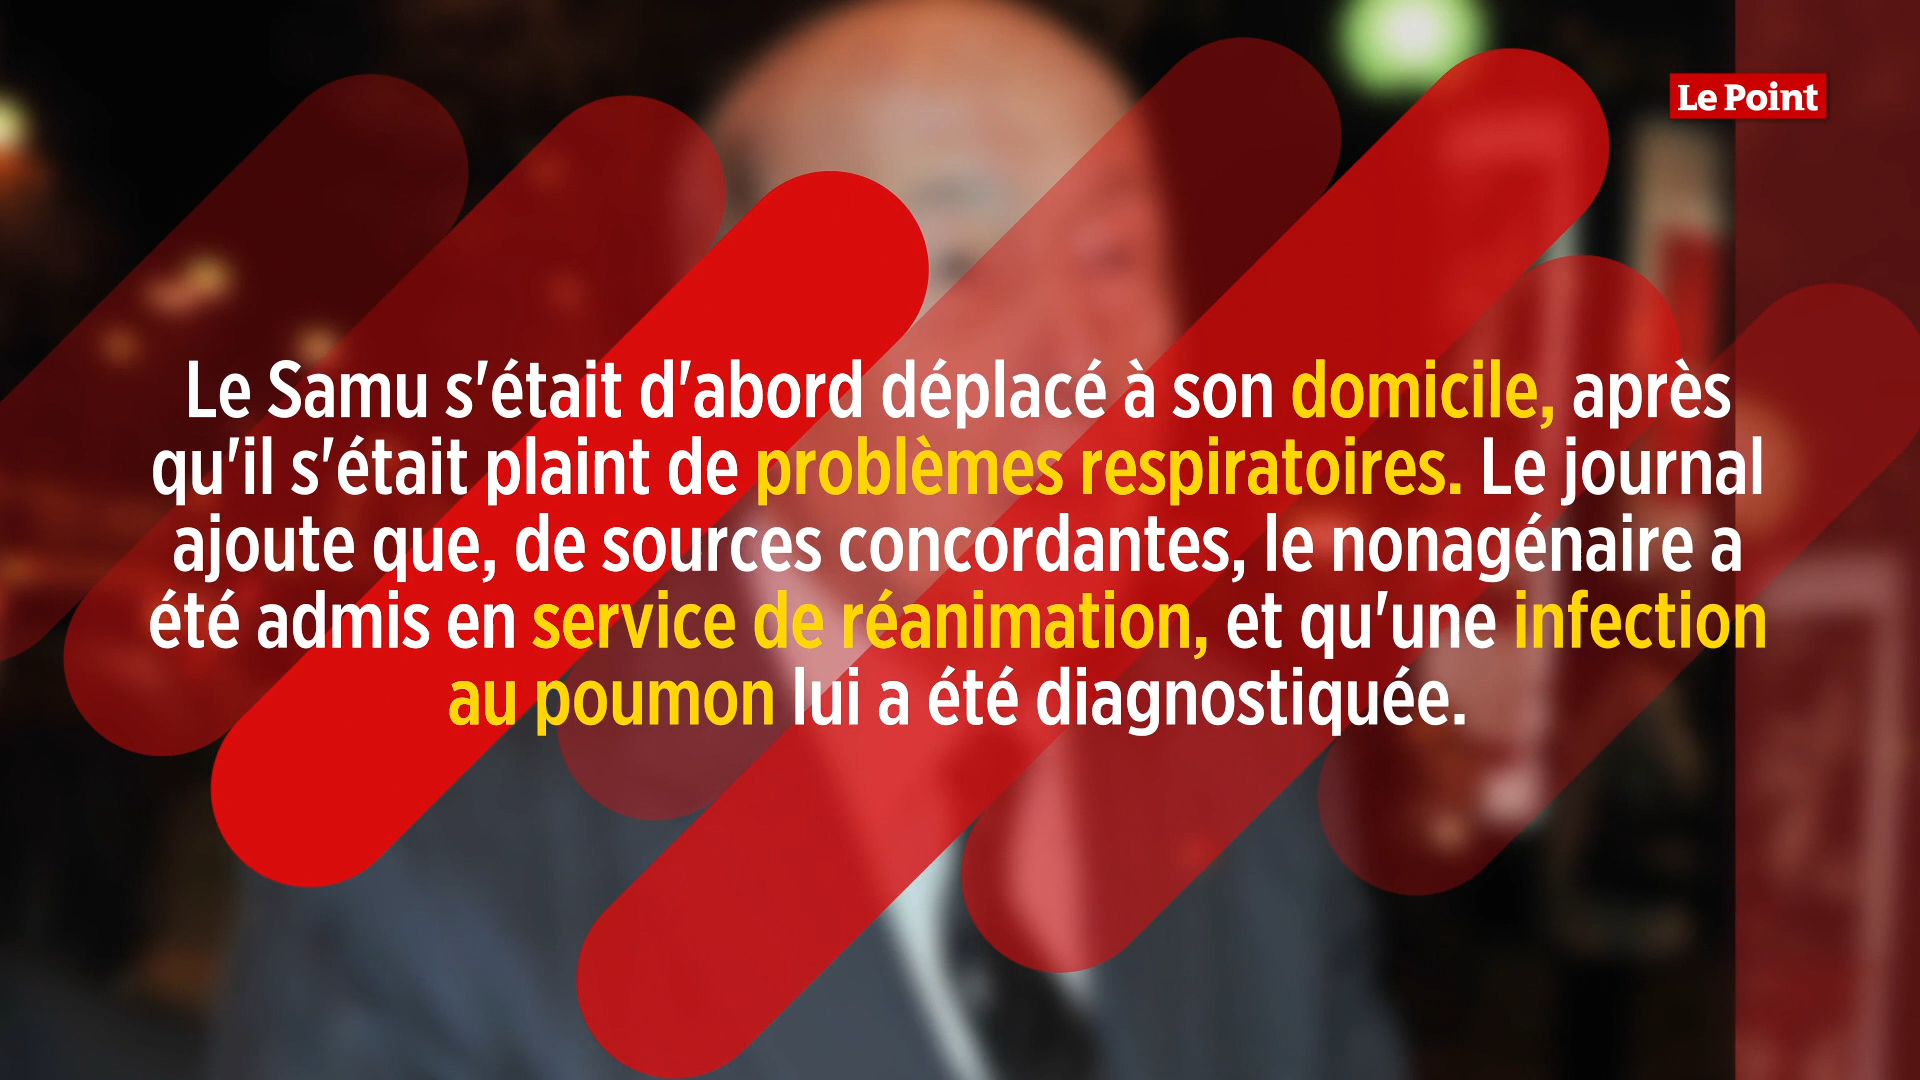 Le Point
Le Samu s'était d'abord déplacé à son domicile, après
qu'il s'était plaint de problèmes respiratoires. Le journal
ajoute que, de sources concordantes, le nonagénaire a
été admis en service de réanimation, et qu'une infection
au poumon lui a été diagnostiquée.